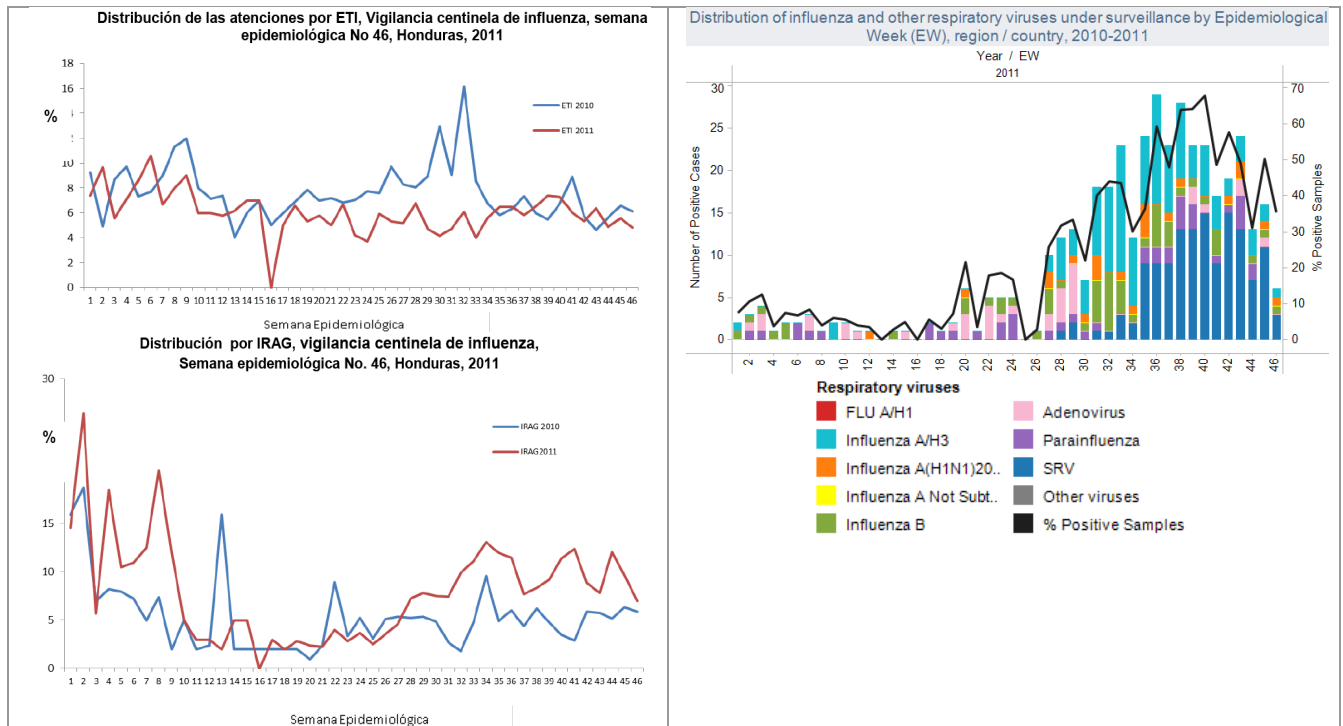 Distribución de las atenciones por ETI, Vigilancia centinela de influenza, semana
epidemiológica No 46, Honduras, 2011
18
16
%
8
6
4
2
0
ETI 2010
ETI 2011
1 2 3 4 5 6 7 8 9 10 11 12 13 14 15 16 17 18 19 20 21 22 23 24 25 26 27 28 29 30 31 32 33 34 35 36 37 38 39 40 41 42 43 44 45 46
Semana Epidemiológica
Distribución por IRAG, vigilancia centinela de influenza,
Semana epidemiológica No. 46, Honduras, 2011
30
%
15
10
5
0
IRAG 2010
IRAG2011
1 2 3 4 5 6 7 8 9 10 11 12 13 14 15 16 17 18 19 20 21 22 23 24 25 26 27 28 29 30 31 32 33 34 35 36 37 38 39 40 41 42 43 44 45 46
Semana Epidemiológica
Distribution of influenza and other respiratory viruses under surveillance by Epidemiological
Week (EW), region / country, 2010-2011
Year / EW
2011
Number of Positive Cases
30
25
20
15
10
5
0
% Positive Samples
70
60
50
40
30
20
10
0
2 4 6 8 10 12 14 16 18 20 22 24 26 28 30 32 34 36 38 40 42 44 46
Respiratory viruses
FLU A/H1
Influenza A/H3
Influenza A(H1N1)20..
Influenza A Not Subt..
Influenza B
Adenovirus
Parainfluenza
SRV
Other viruses
% Positive Samples